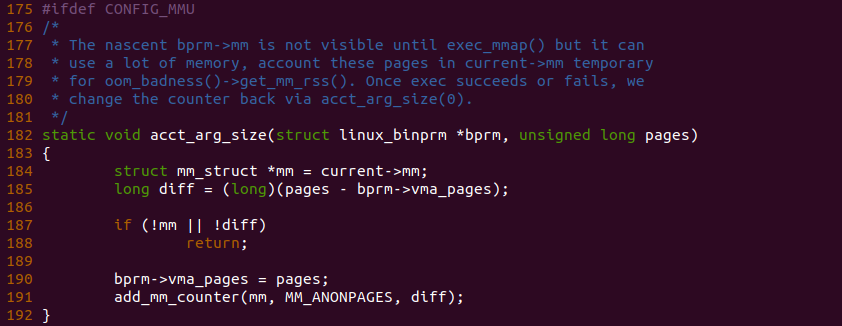 175 #ifdef CONFIG_MMU
176 /*
177  * The nascent bprm->mm is not visible until exec_mmap() but it can
178  * use a lot of memory, account these pages in current->mm temporary
179  * for oom_badness()->get_mm_rss(). Once exec succeeds or fails, we
180  * change the counter back via acct_arg_size(0).
181  */
182 static void acct_arg_size(struct linux_binprm *bprm, unsigned long pages)
183 {
184         struct mm_struct *mm = current->mm;
185         long diff = (long)(pages - bprm->vma_pages);
186
187         if (!mm || !diff)
188                 return;
189
190         bprm->vma_pages = pages;
191         add_mm_counter(mm, MM_ANONPAGES, diff);
192 }